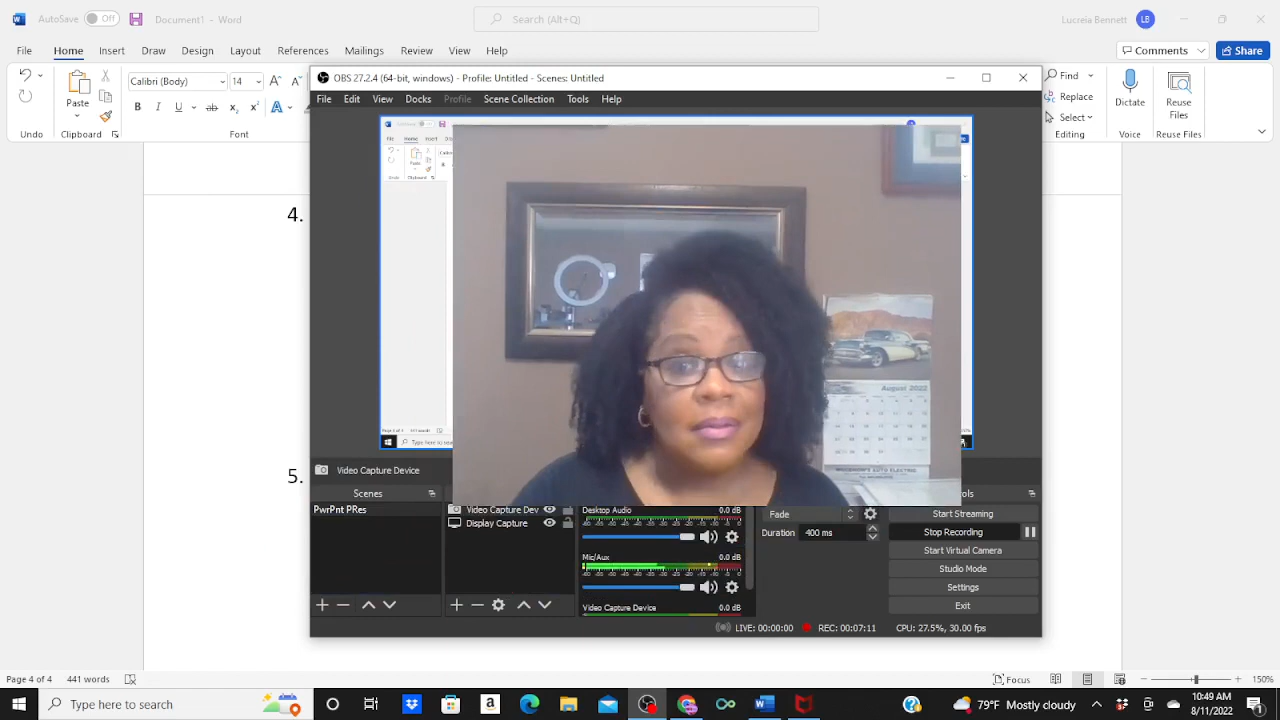 AutoSave Off Document1 - Word Search (Alt+Q) Lucreia Bennett LB
File Home Insert Draw Design Layout References Mailings Review View Help Comments Share
Calibri (Body) 14
Paste
Find
Replace
Select
Dictate
Reuse
Files
Undo Clipboard Font Editing Voice Reuse Files
OBS 27.2.4 (64-bit, windows) - Profile: Untitled - Scenes: Untitled
File Edit View Docks Profile Scene Collection Tools Help
4.
August 2022
5.
Video Capture Device
Scenes
PwrPnt PRes
Video Capture Dev
Display Capture
Desktop Audio 0.0 dB
Mic/Aux 0.0 dB
Video Capture Device 0.0 dB
Fade
Duration 400 ms
ols
Start Streaming
Stop Recording
Start Virtual Camera
Studio Mode
Settings
Exit
LIVE: 00:00:00 REC: 00:07:11 CPU: 27.5%, 30.00 fps
Page 4 of 4 441 words Focus 150%
Type here to search 79°F Mostly cloudy 10:49 AM
8/11/2022